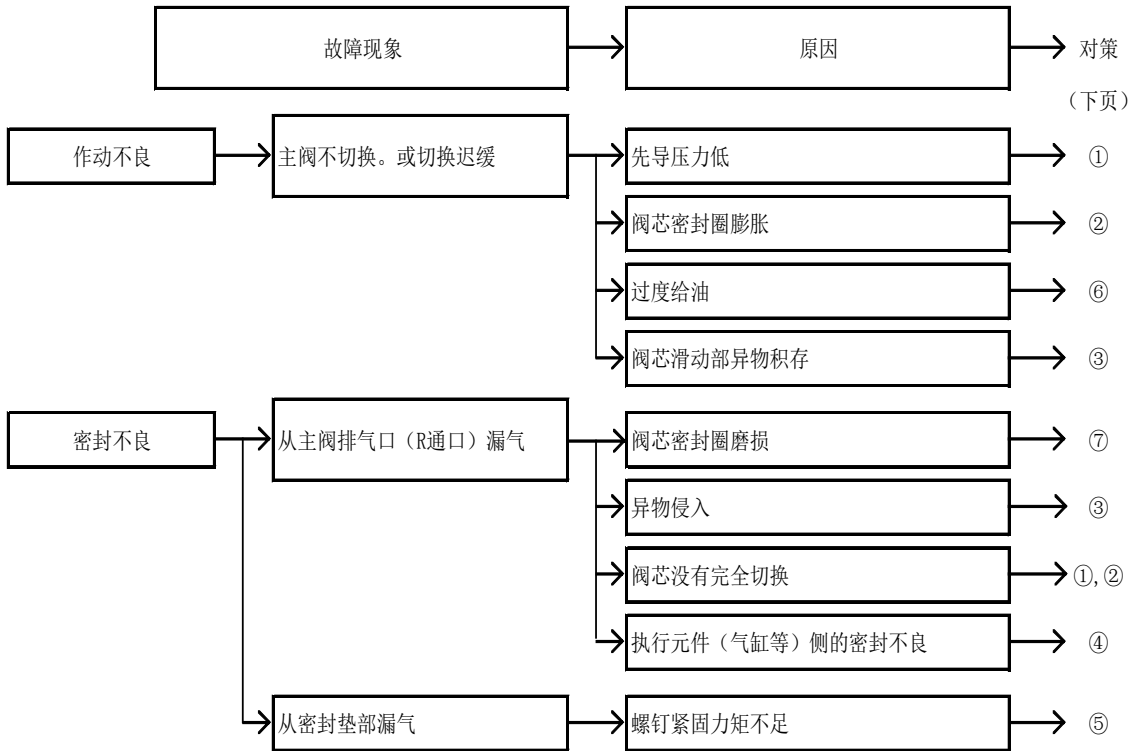 故障现象
原因
对策
（下页）
作动不良
主阀不切换。或切换迟缓
先导压力低
①
阀芯密封圈膨胀
②
过度给油
⑥
阀芯滑动部异物积存
③
密封不良
从主阀排气口（R通口）漏气
阀芯密封圈磨损
⑦
异物侵入
③
阀芯没有完全切换
①,②
执行元件（气缸等）侧的密封不良
④
从密封垫部漏气
螺钉紧固力矩不足
⑤